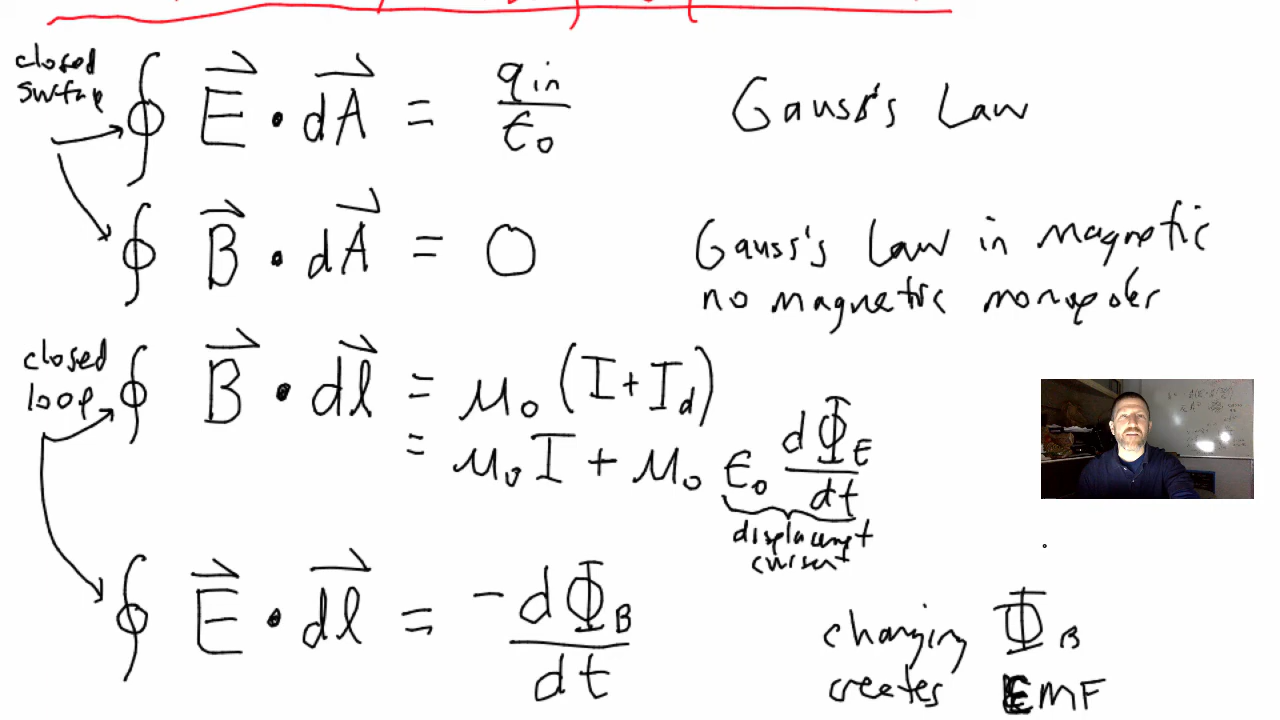 closed
surface
∮ E⃗ · dA⃗ = q_in / ε₀ Gauss's Law
∮ B⃗ · dA⃗ = 0 Gauss's Law in magnetic
no magnetic monopoles
closed
loop
∮ B⃗ · dl⃗ = μ₀ (I + I_d)
= μ₀ I + μ₀ ε₀ dΦ_E / dt
displacement
current
∮ E⃗ · dl⃗ = -dΦ_B / dt
changing Φ_B
creates EMF